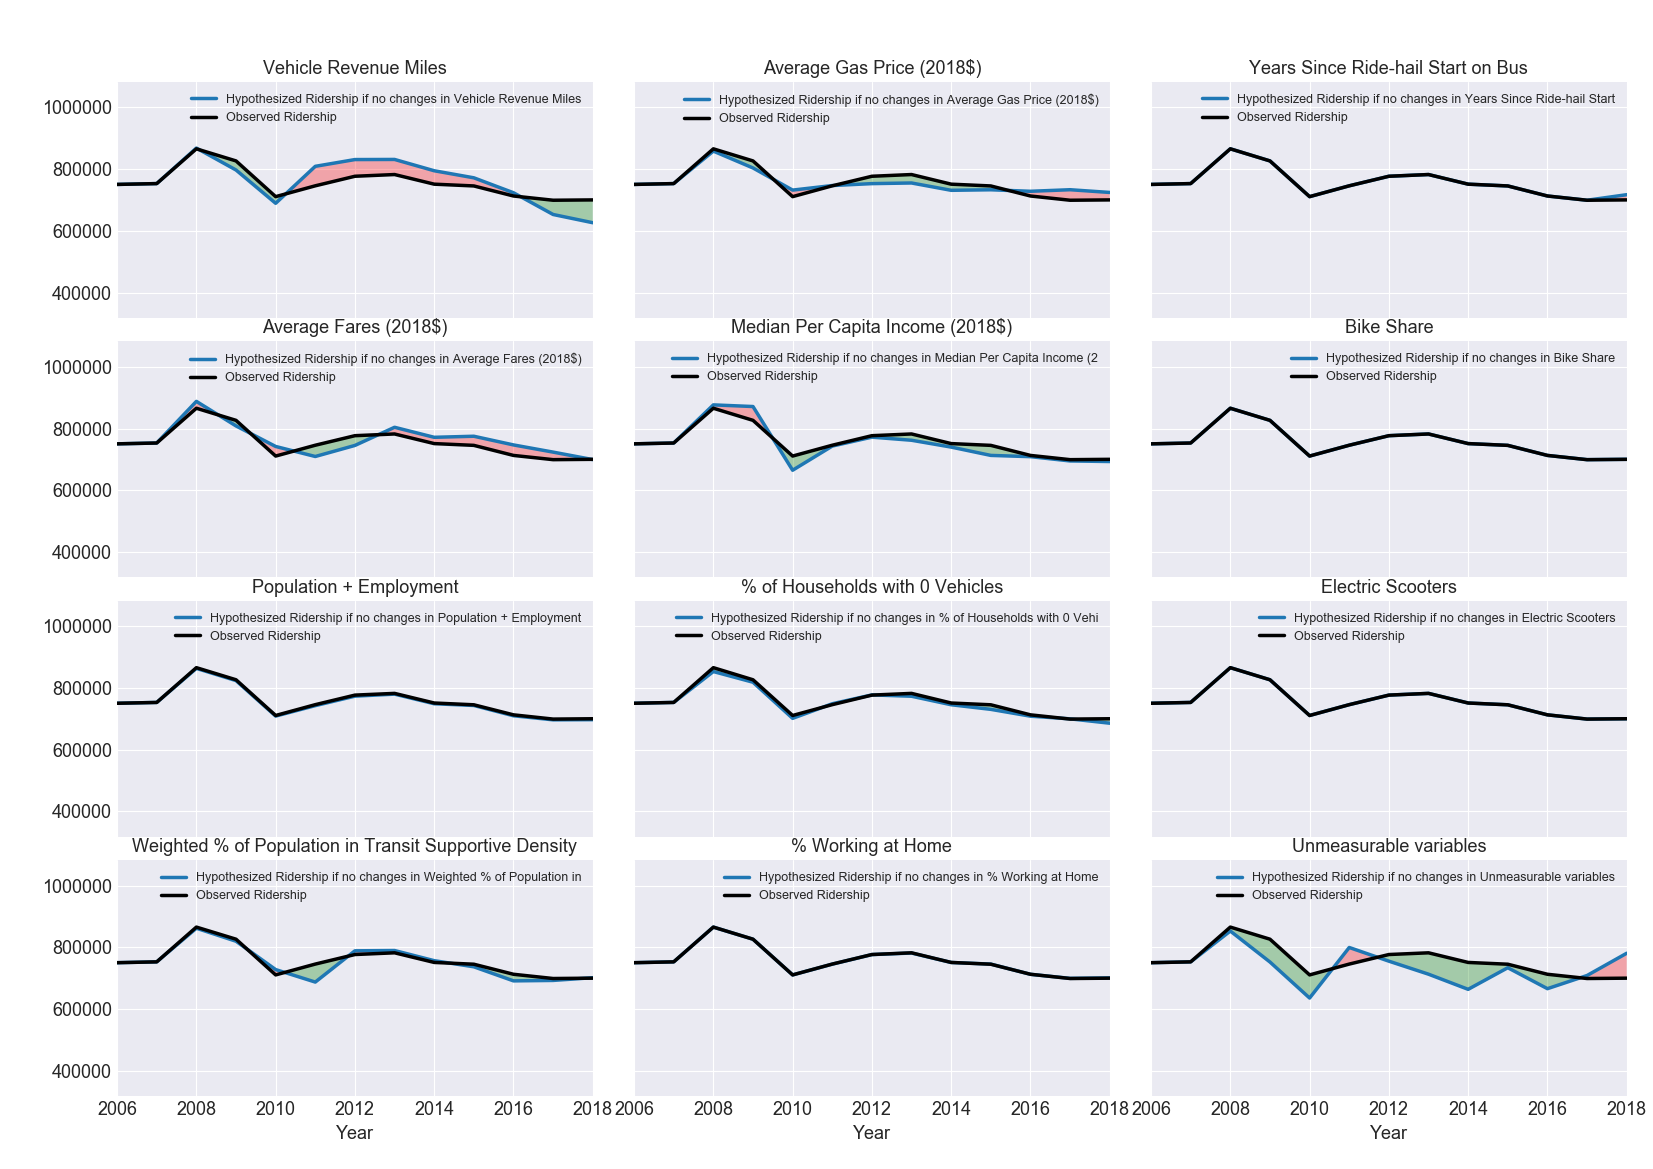 Vehicle Revenue Miles
Hypothesized Ridership if no changes in Vehicle Revenue Miles
Observed Ridership
1000000
800000
600000
400000
Average Gas Price (2018$)
Hypothesized Ridership if no changes in Average Gas Price (2018$)
Observed Ridership
Years Since Ride-hail Start on Bus
Hypothesized Ridership if no changes in Years Since Ride-hail Start
Observed Ridership
Average Fares (2018$)
Hypothesized Ridership if no changes in Average Fares (2018$)
Observed Ridership
1000000
800000
600000
400000
Median Per Capita Income (2018$)
Hypothesized Ridership if no changes in Median Per Capita Income (2
Observed Ridership
Bike Share
Hypothesized Ridership if no changes in Bike Share
Observed Ridership
Population + Employment
Hypothesized Ridership if no changes in Population + Employment
Observed Ridership
1000000
800000
600000
400000
% of Households with 0 Vehicles
Hypothesized Ridership if no changes in % of Households with 0 Vehi
Observed Ridership
Electric Scooters
Hypothesized Ridership if no changes in Electric Scooters
Observed Ridership
Weighted % of Population in Transit Supportive Density
Hypothesized Ridership if no changes in Weighted % of Population in
Observed Ridership
1000000
800000
600000
400000
2006 2008 2010 2012 2014 2016 2018
Year
% Working at Home
Hypothesized Ridership if no changes in % Working at Home
Observed Ridership
2006 2008 2010 2012 2014 2016 2018
Year
Unmeasurable variables
Hypothesized Ridership if no changes in Unmeasurable variables
Observed Ridership
2006 2008 2010 2012 2014 2016 2018
Year